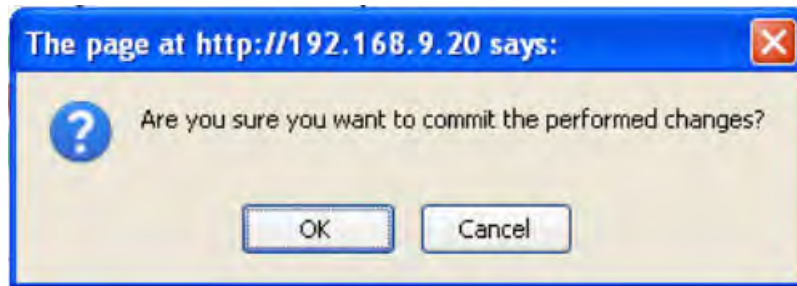 The page at http://192.168.9.20 says:
Are you sure you want to commit the performed changes?
OK Cancel